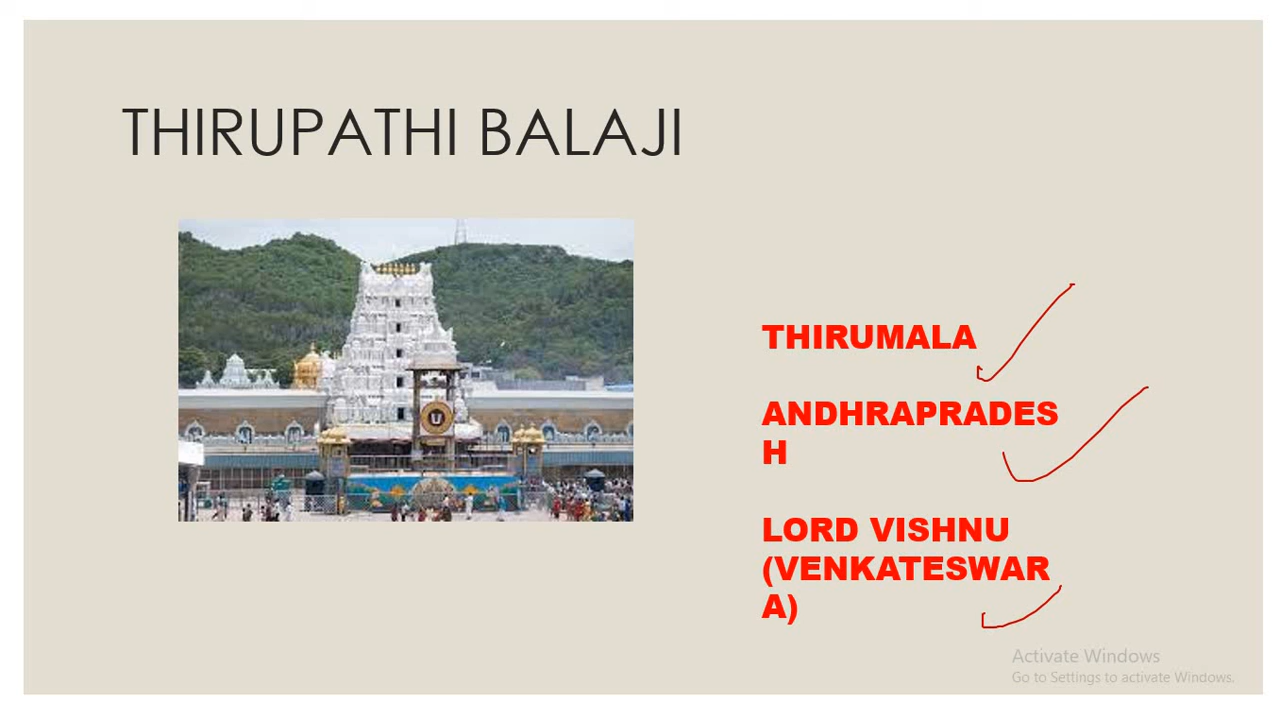 THIRUPATHI BALAJI
THIRUMALA
ANDHRAPRADES
H
LORD VISHNU
(VENKATESWAR
A)
U
Activate Windows
Go to Settings to activate Windows.